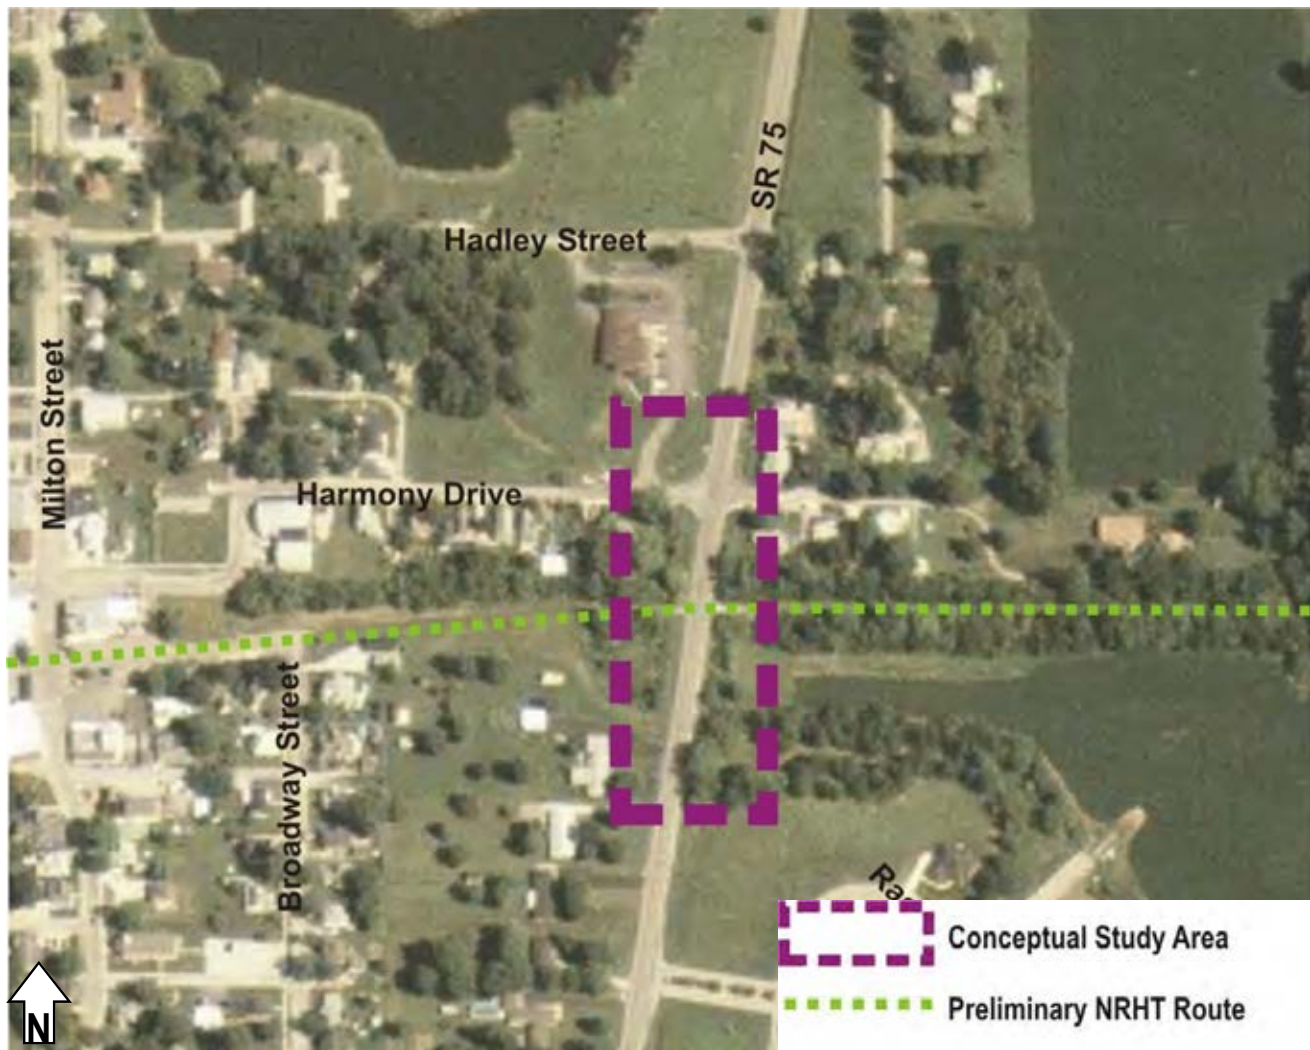 SR 75
Hadley Street
Milton Street
Harmony Drive
Broadway Street
Conceptual Study Area
Preliminary NRHT Route
N